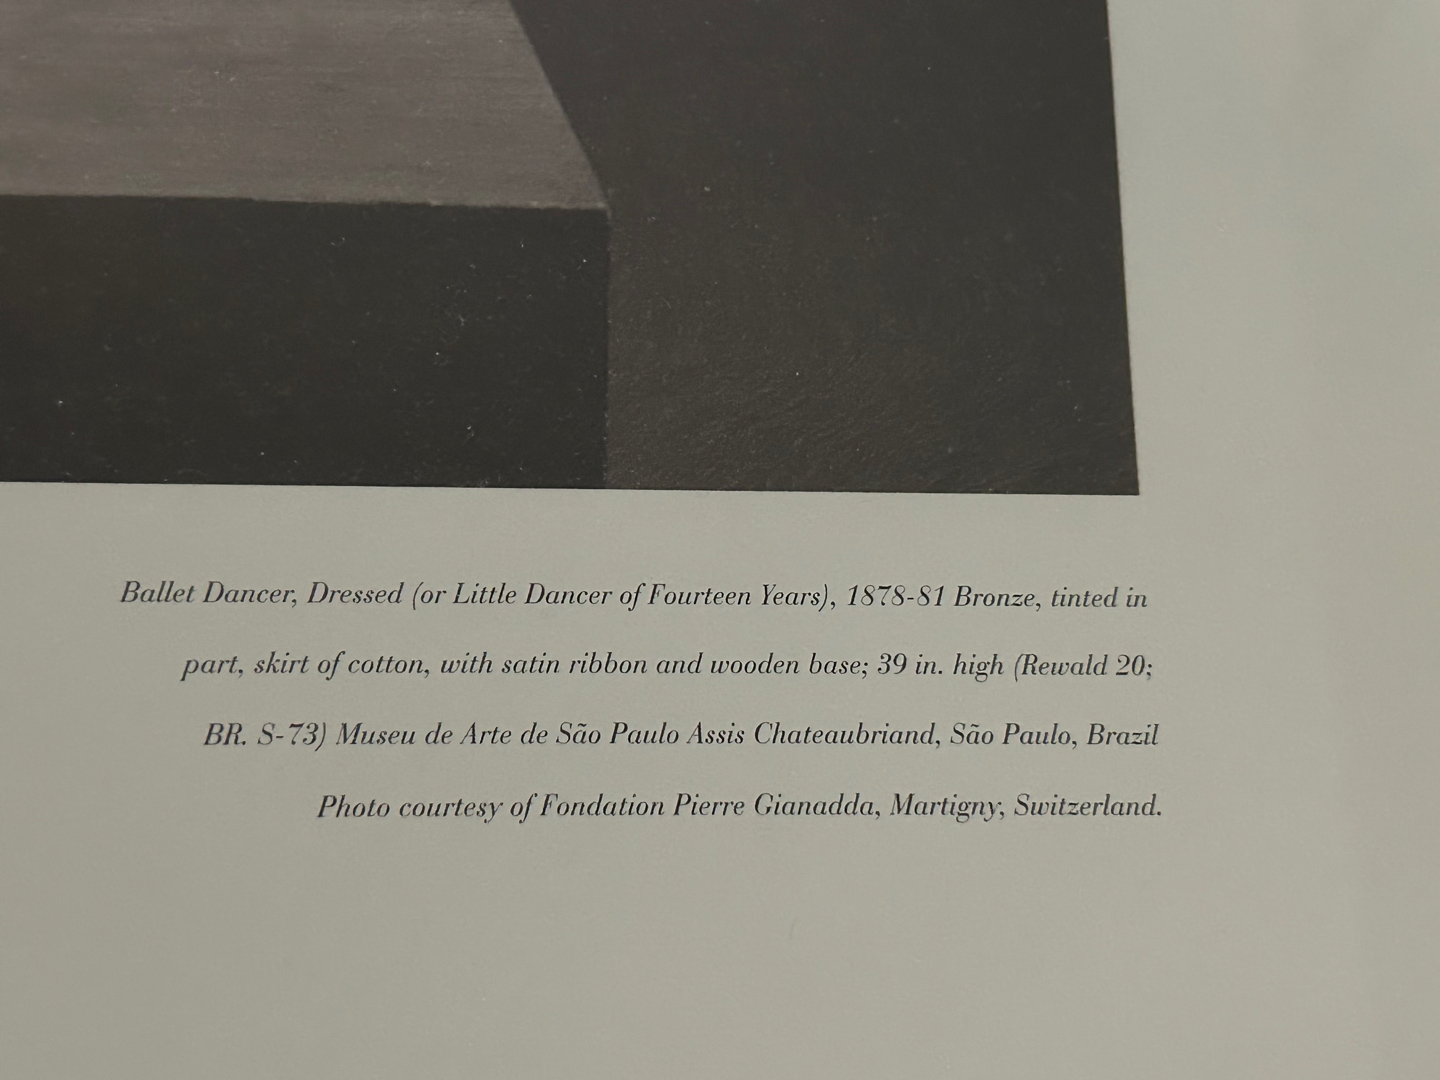 Ballet Dancer, Dressed (or Little Dancer of Fourteen Years), 1878-81 Bronze, tinted in
part, skirt of cotton, with satin ribbon and wooden base; 39 in. high (Rewald 20;
BR. S-73) Museu de Arte de São Paulo Assis Chateaubriand, São Paulo, Brazil
Photo courtesy of Fondation Pierre Gianadda, Martigny, Switzerland.